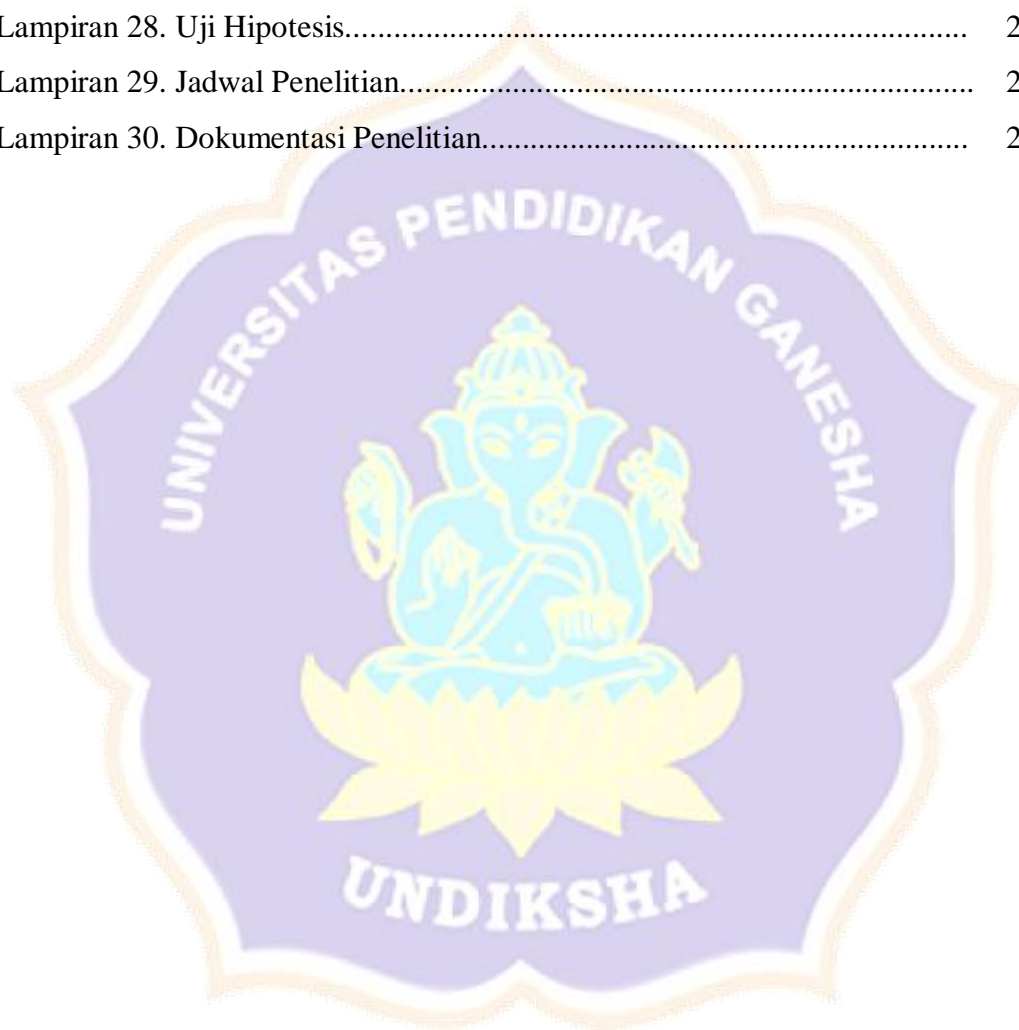 Lampiran 28. Uji Hipotesis........................................................................... 2
Lampiran 29. Jadwal Penelitian..................................................................... 2
Lampiran 30. Dokumentasi Penelitian........................................................... 2
UNIVERSITAS PENDIDIKAN GANESHA
UNDIKSHA